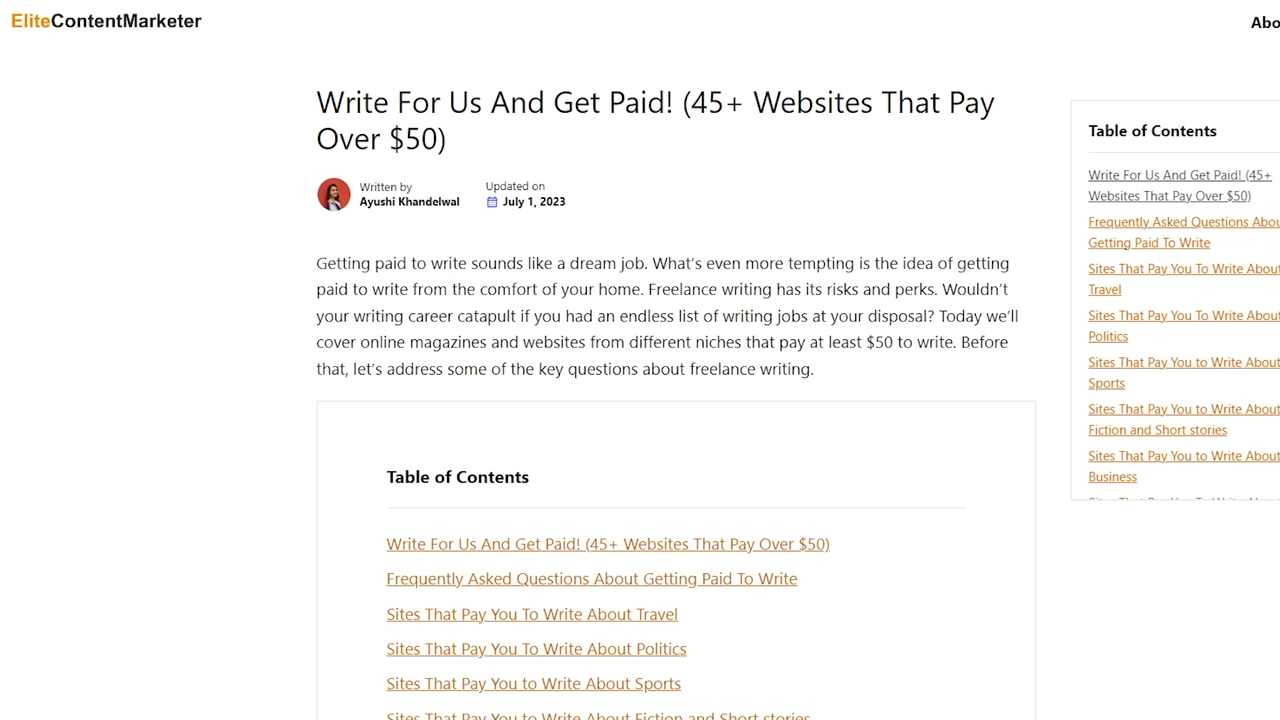 EliteContentMarketer
Write For Us And Get Paid! (45+ Websites That Pay
Over $50)
Written by
Ayushi Khandelwal
Updated on
July 1, 2023
Getting paid to write sounds like a dream job. What’s even more tempting is the idea of getting
paid to write from the comfort of your home. Freelance writing has its risks and perks. Wouldn’t
your writing career catapult if you had an endless list of writing jobs at your disposal? Today we’ll
cover online magazines and websites from different niches that pay at least $50 to write. Before
that, let’s address some of the key questions about freelance writing.
Table of Contents
Write For Us And Get Paid! (45+ Websites That Pay Over $50)
Frequently Asked Questions About Getting Paid To Write
Sites That Pay You To Write About Travel
Sites That Pay You To Write About Politics
Sites That Pay You to Write About Sports
Sites That Pay You to Write About Fiction and Short stories
Abo
Table of Contents
Write For Us And Get Paid! (45+
Websites That Pay Over $50)
Frequently Asked Questions Abou
Getting Paid To Write
Sites That Pay You To Write About
Travel
Sites That Pay You To Write About
Politics
Sites That Pay You to Write About
Sports
Sites That Pay You to Write About
Fiction and Short stories
Sites That Pay You to Write About
Business